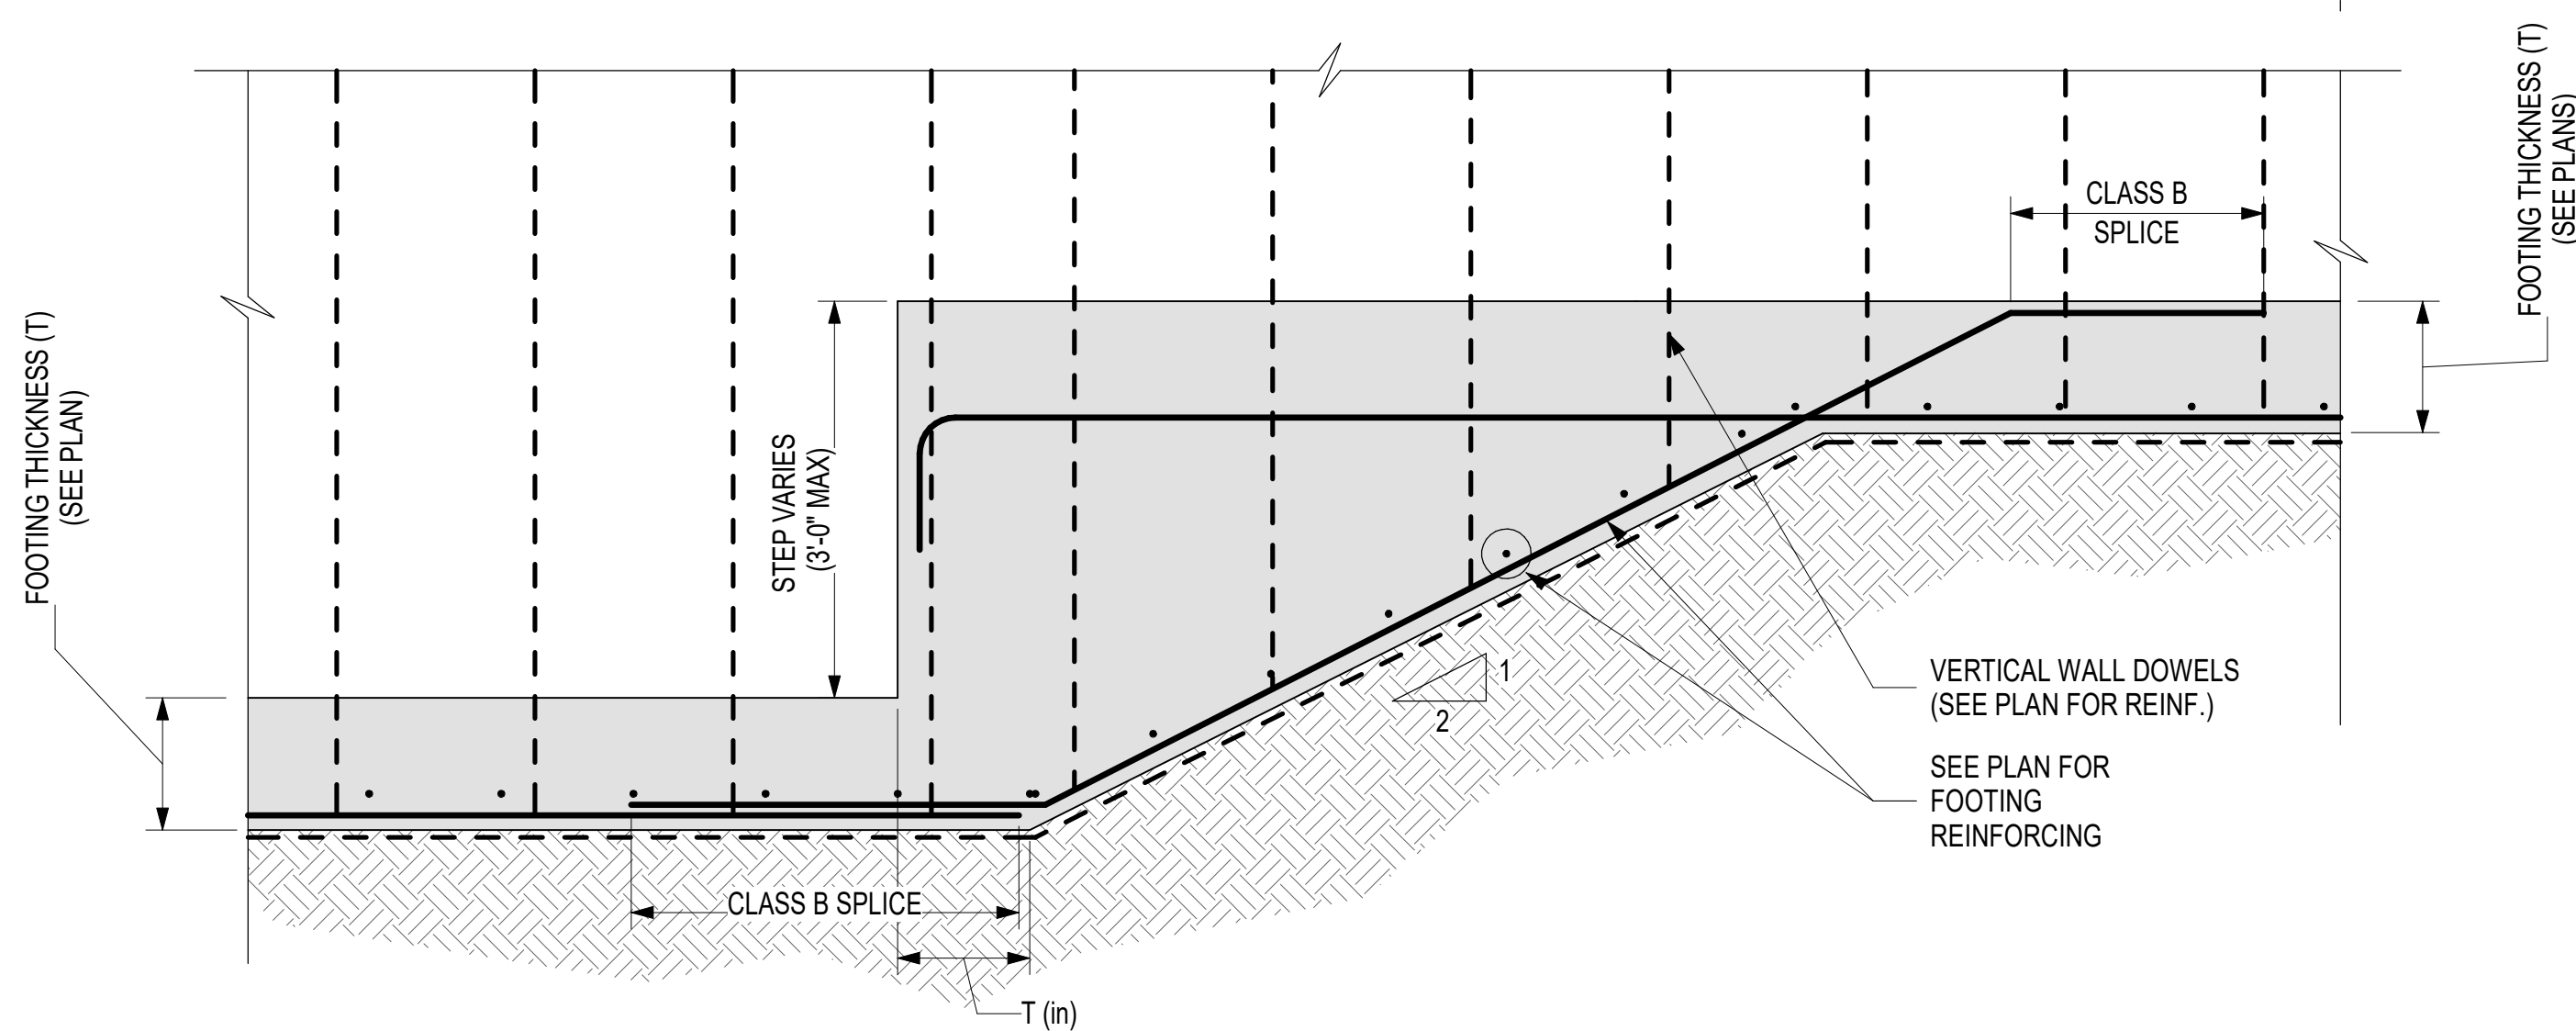 FOOTING THICKNESS (T)
(SEE PLAN)
STEP VARIES
(3'-0" MAX)
CLASS B
SPLICE
FOOTING THICKNESS (T)
(SEE PLANS)
1
2
VERTICAL WALL DOWELS
(SEE PLAN FOR REINF.)
SEE PLAN FOR
FOOTING
REINFORCING
CLASS B SPLICE
T (in)